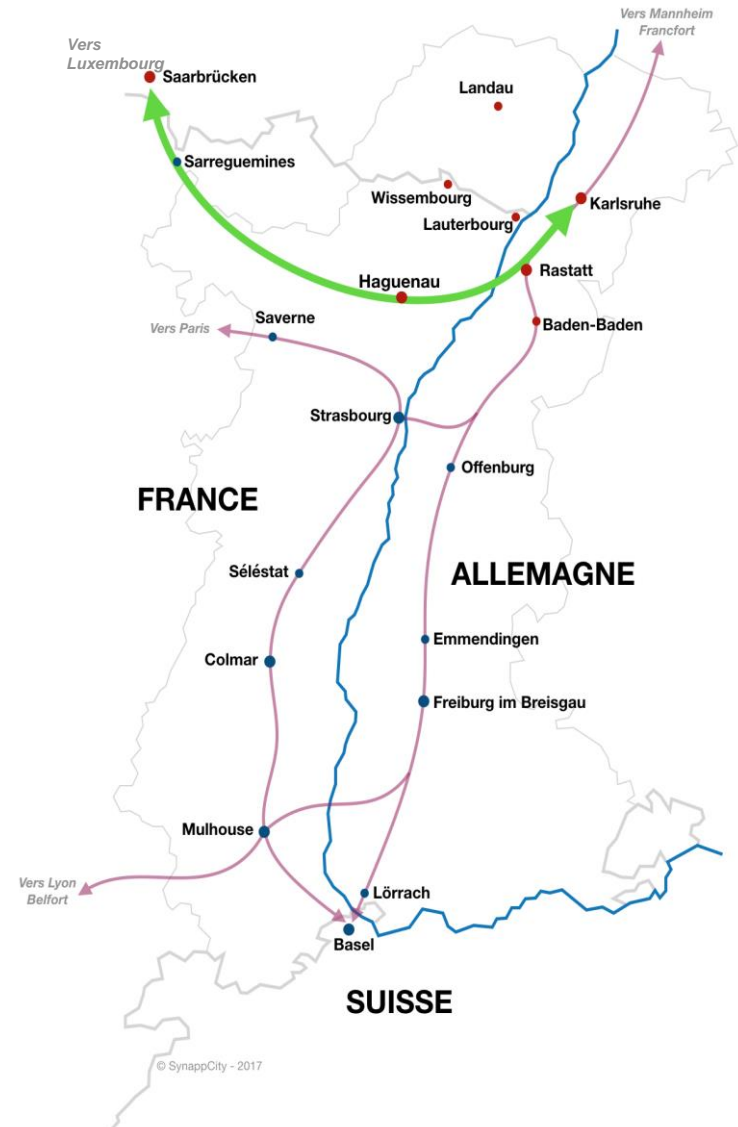 Vers Mannheim
Francfort
Vers
Luxembourg
Saarbrücken
Landau
Sarreguemines
Wissembourg
Karlsruhe
Lauterbourg
Rastatt
Haguenau
Saverne
Vers Paris
Baden-Baden
Strasbourg
Offenburg
FRANCE
Séléstat
ALLEMAGNE
Emmendingen
Colmar
Freiburg im Breisgau
Mulhouse
Vers Lyon
Belfort
Lörrach
Basel
SUISSE
© SynappCity - 2017